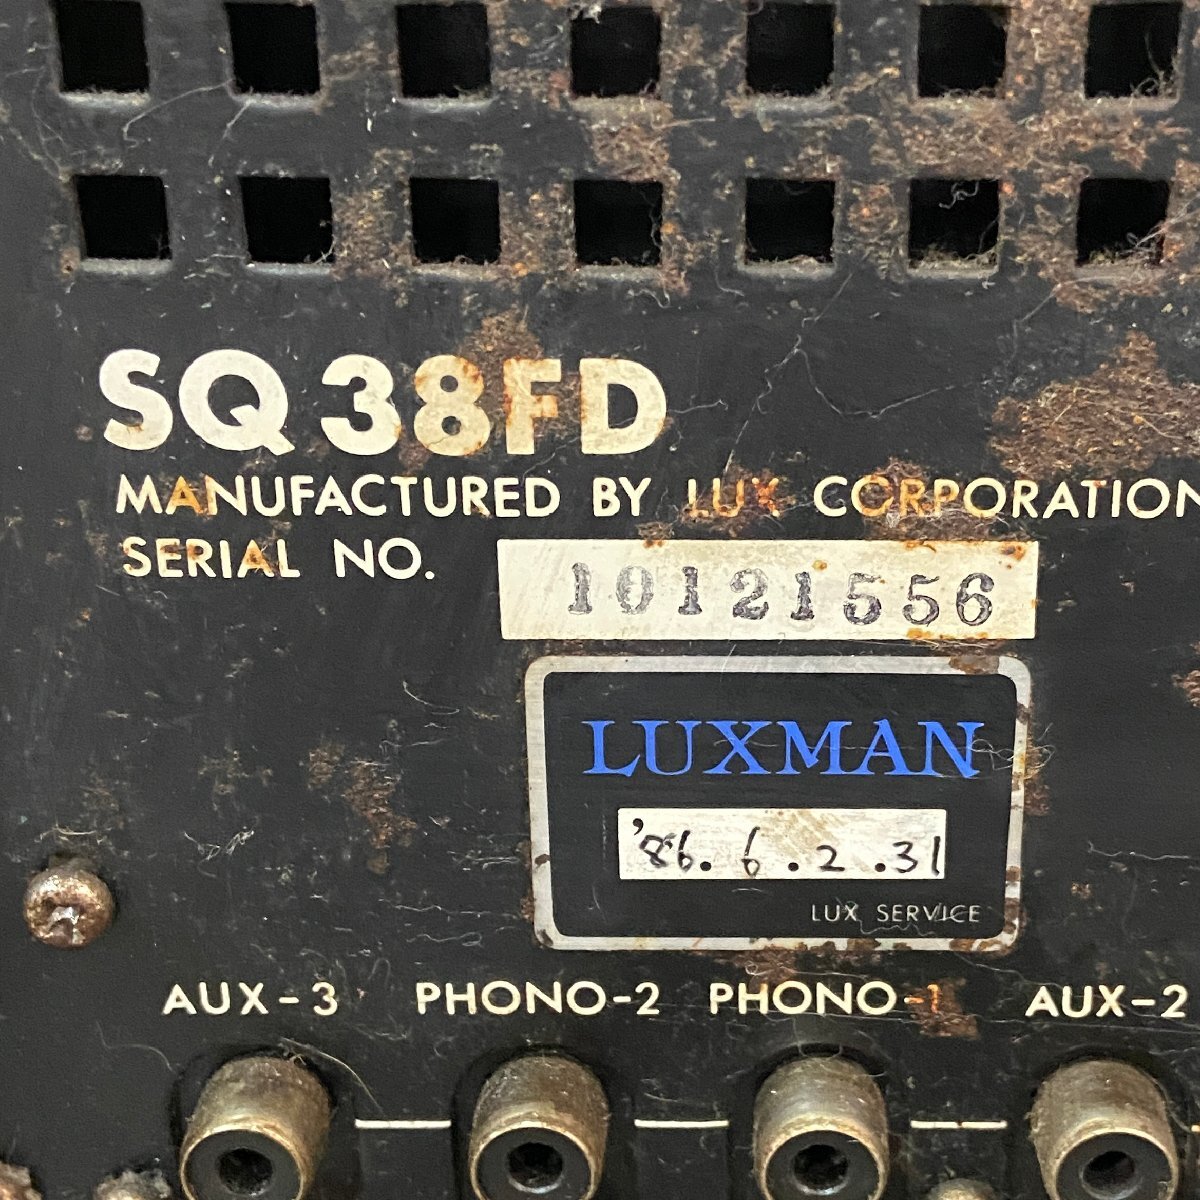 SQ 38FD
MANUFACTURED BY LUX CORPORATION
SERIAL NO. 10121556
LUXMAN
'86. 6. 2. 31
LUX SERVICE
AUX-3 PHONO-2 PHONO-1 AUX-2